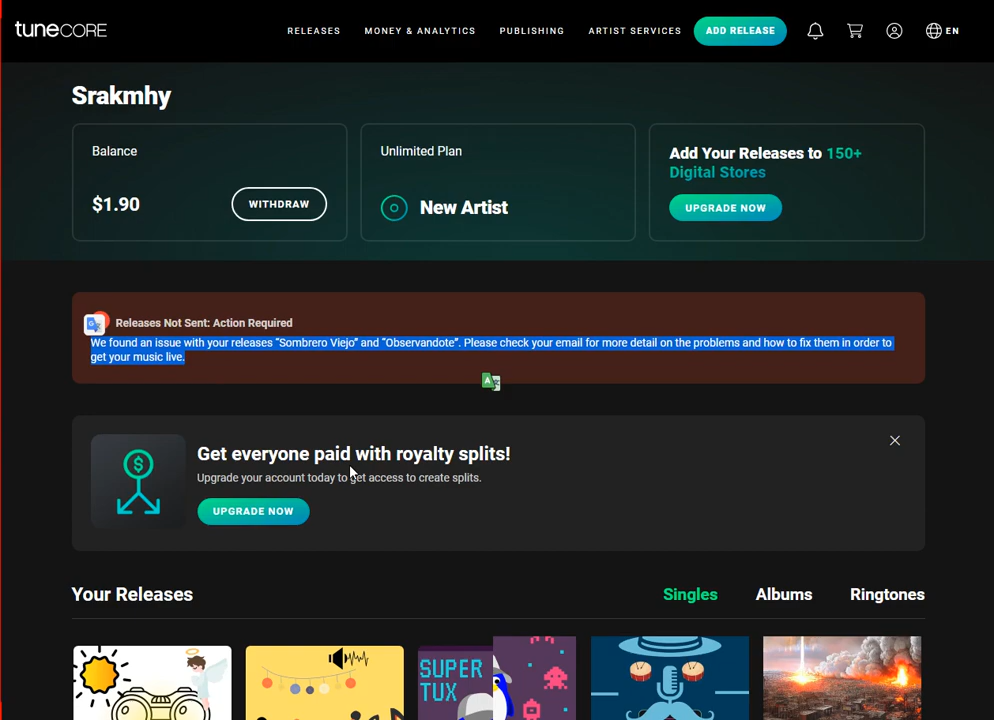 tunecore
RELEASES MONEY & ANALYTICS PUBLISHING ARTIST SERVICES ADD RELEASE EN
Srakmhy
Balance
$1.90
WITHDRAW
Unlimited Plan
New Artist
Add Your Releases to 150+
Digital Stores
UPGRADE NOW
Releases Not Sent: Action Required
We found an issue with your releases “Sombrero Viejo” and “Observandote”. Please check your email for more detail on the problems and how to fix them in order to
get your music live.
Get everyone paid with royalty splits!
Upgrade your account today to get access to create splits.
UPGRADE NOW
Your Releases
Singles Albums Ringtones
SUPER
TUX